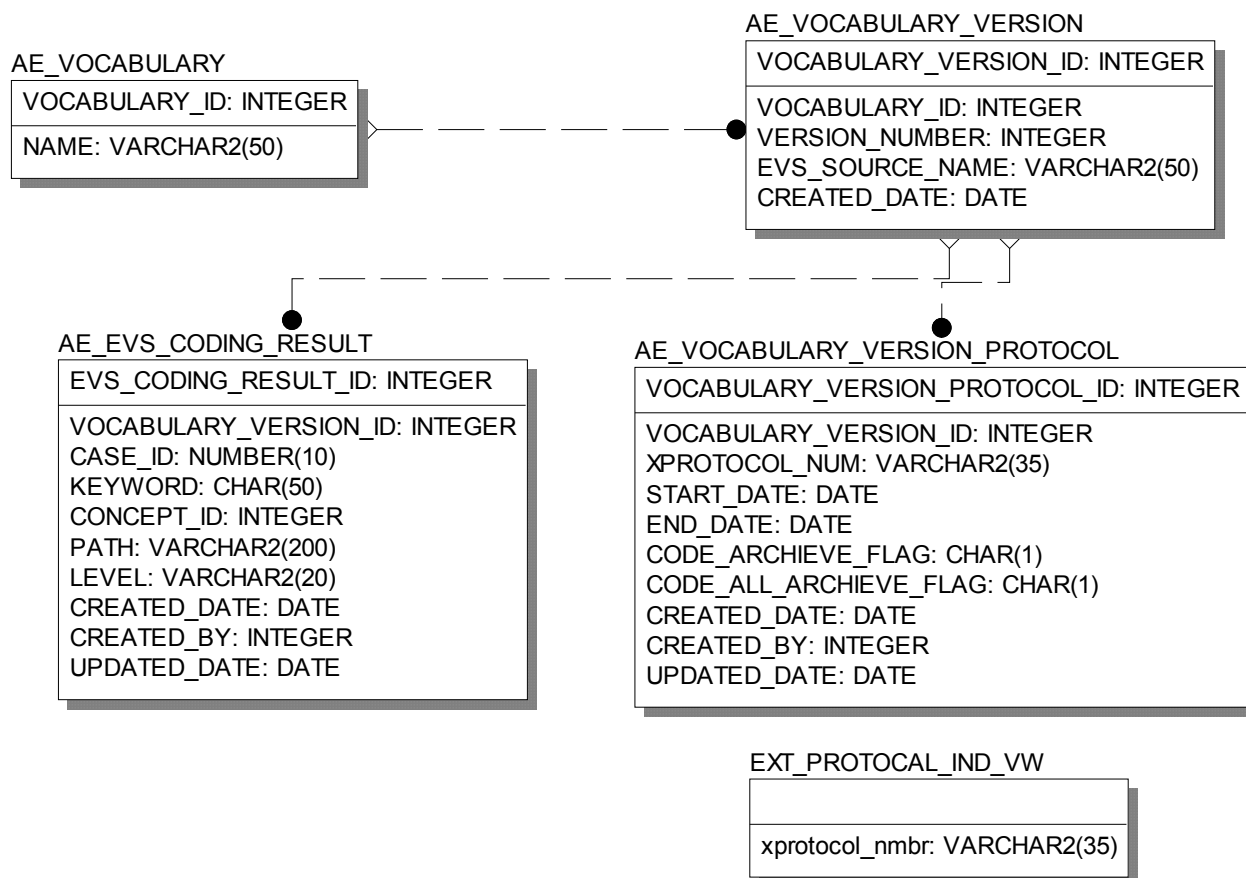 AE_VOCABULARY
VOCABULARY_ID: INTEGER
NAME: VARCHAR2(50)
AE_VOCABULARY_VERSION
VOCABULARY_VERSION_ID: INTEGER
VOCABULARY_ID: INTEGER
VERSION_NUMBER: INTEGER
EVS_SOURCE_NAME: VARCHAR2(50)
CREATED_DATE: DATE
AE_EVS_CODING_RESULT
EVS_CODING_RESULT_ID: INTEGER
VOCABULARY_VERSION_ID: INTEGER
CASE_ID: NUMBER(10)
KEYWORD: CHAR(50)
CONCEPT_ID: INTEGER
PATH: VARCHAR2(200)
LEVEL: VARCHAR2(20)
CREATED_DATE: DATE
CREATED_BY: INTEGER
UPDATED_DATE: DATE
AE_VOCABULARY_VERSION_PROTOCOL
VOCABULARY_VERSION_PROTOCOL_ID: INTEGER
VOCABULARY_VERSION_ID: INTEGER
XPROTOCOL_NUM: VARCHAR2(35)
START_DATE: DATE
END_DATE: DATE
CODE_ARCHIEVE_FLAG: CHAR(1)
CODE_ALL_ARCHIEVE_FLAG: CHAR(1)
CREATED_DATE: DATE
CREATED_BY: INTEGER
UPDATED_DATE: DATE
EXT_PROTOCAL_IND_VW
xprotocol_nmbr: VARCHAR2(35)